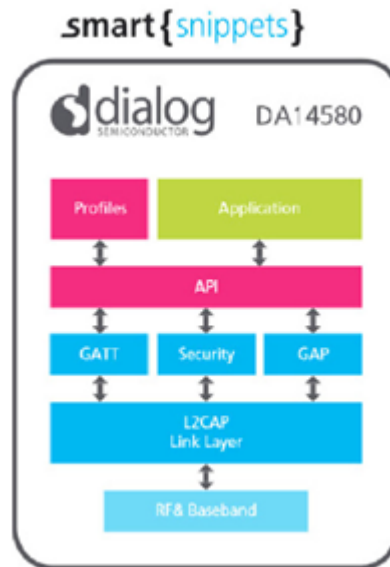 .smart{snippets}
dialog
SEMICONDUCTOR
DA14580
Profiles
Application
API
GATT
Security
GAP
L2CAP
Link Layer
RF& Baseband